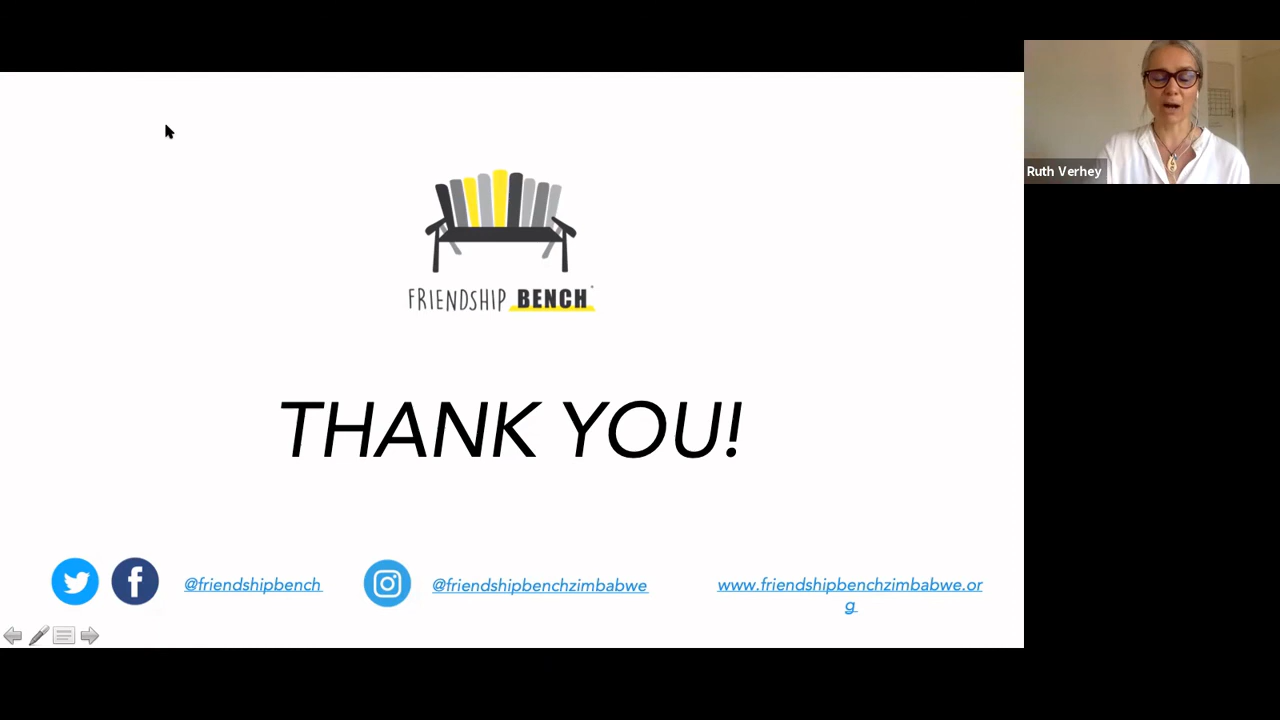 Ruth Verhey
FRIENDSHIP BENCH
THANK YOU!
@friendshipbench
@friendshipbenchzimbabwe
www.friendshipbenchzimbabwe.or
g